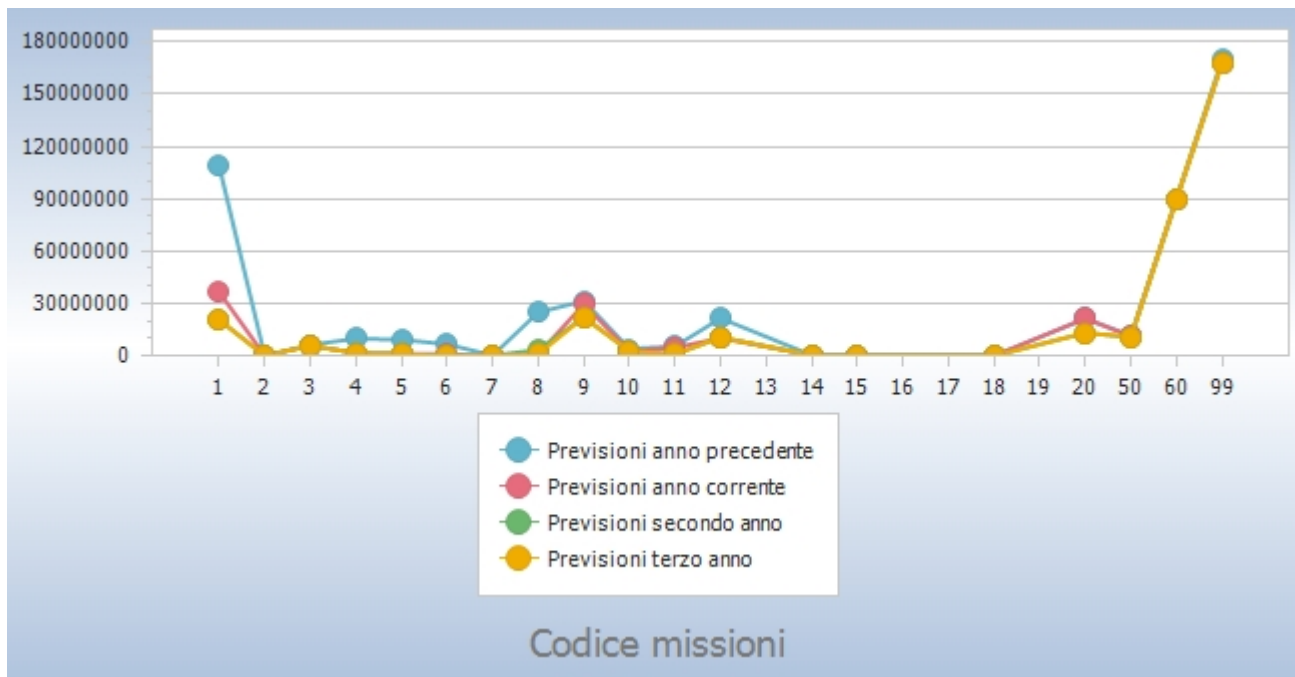 180000000
150000000
120000000
90000000
60000000
30000000
0
1 2 3 4 5 6 7 8 9 10 11 12 13 14 15 16 17 18 19 20 50 60 99
Previsioni anno precedente
Previsioni anno corrente
Previsioni secondo anno
Previsioni terzo anno
Codice missioni